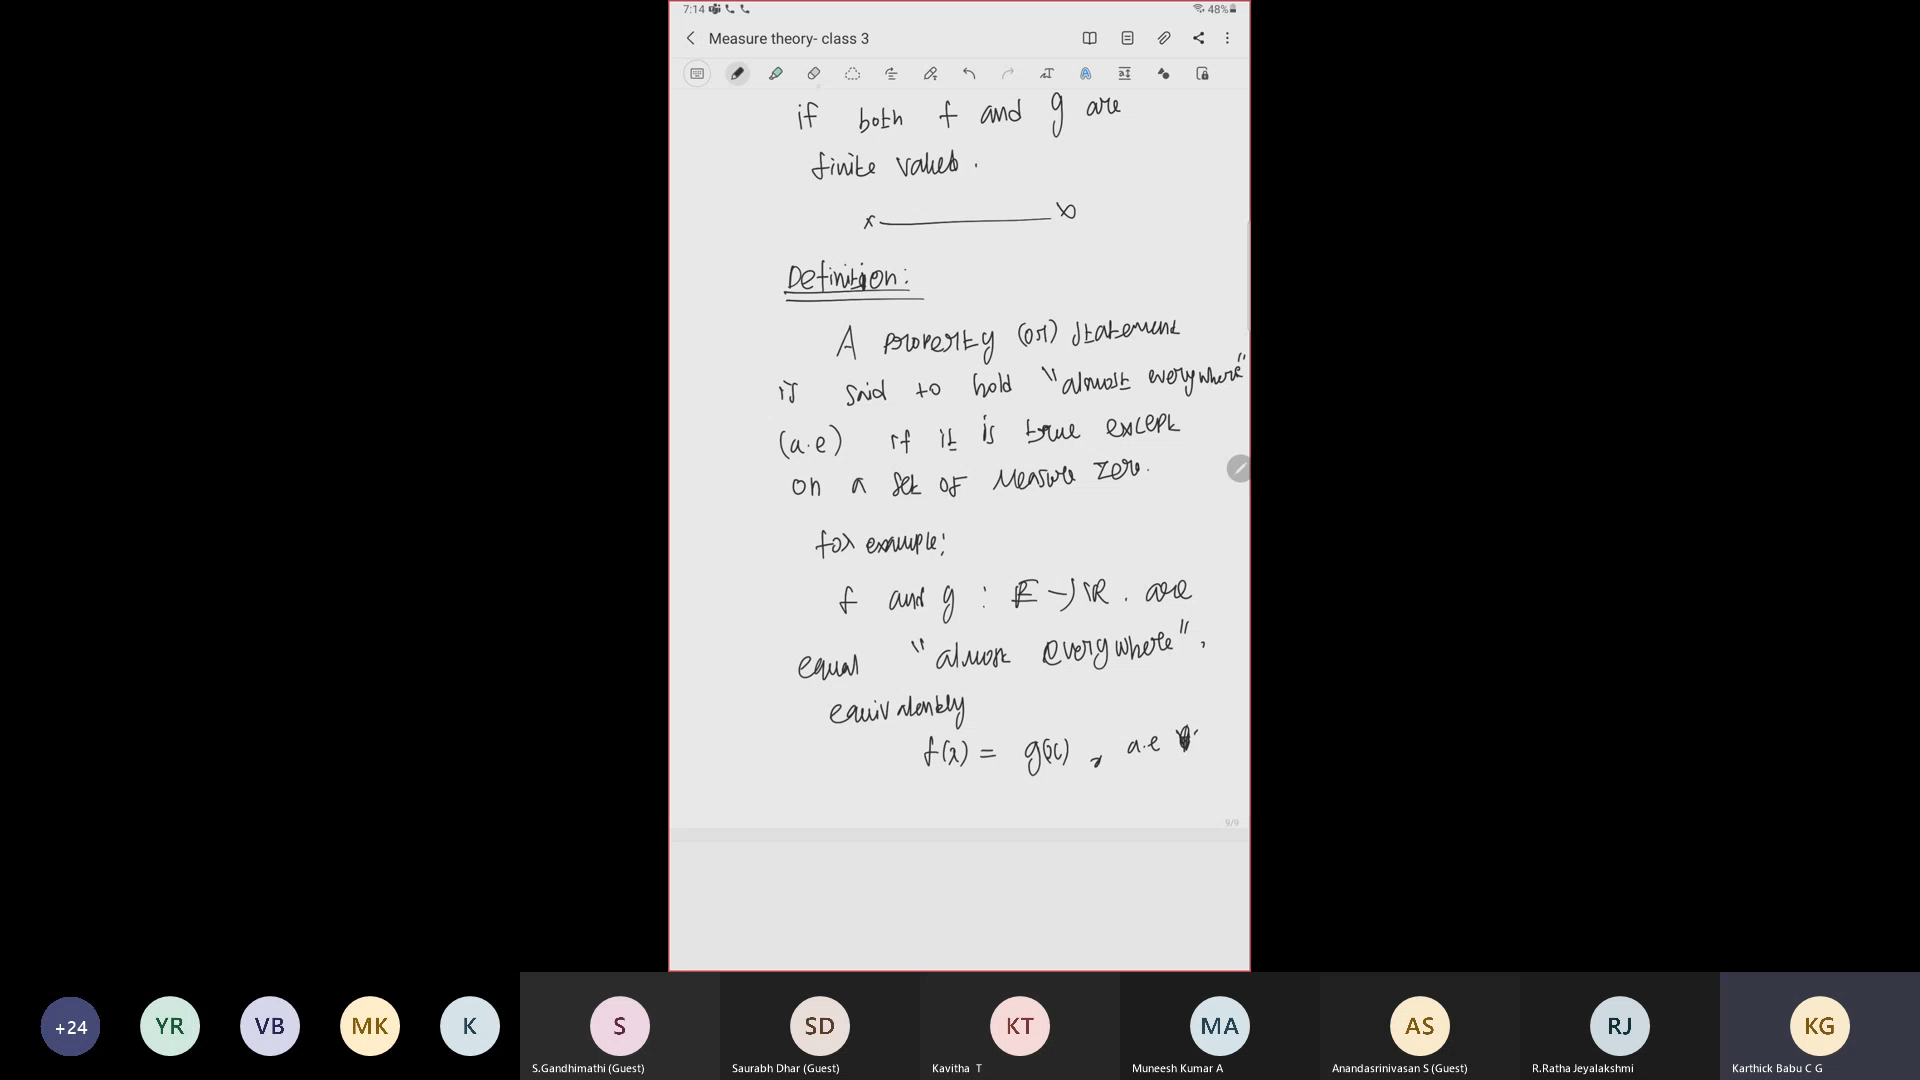 7:14
48%
Measure theory- class 3
if both f and g are
finite valued.
x———x
Definition:
A property (or) statement
is said to hold "almost everywhere"
(a.e) if it is true except
on a set of measure zero.
for example:
f and g : E → ℝ. are
equal "almost everywhere",
equivalently
f(x) = g(x), a.e
9/9
+24 YR VB MK K S SD KT MA AS RJ KG
S.Gandhimathi (Guest) Saurabh Dhar (Guest) Kavitha T Muneesh Kumar A Anandasrinivasan S (Guest) R.Ratha Jeyalakshmi Karthick Babu C G